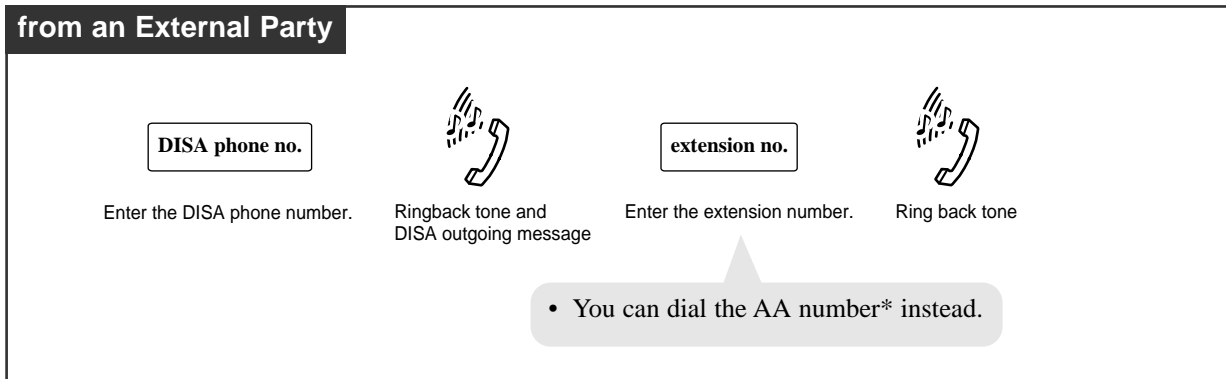 from an External Party
DISA phone no.
extension no.
Enter the DISA phone number.
Ringback tone and
DISA outgoing message
Enter the extension number.
Ring back tone
• You can dial the AA number* instead.